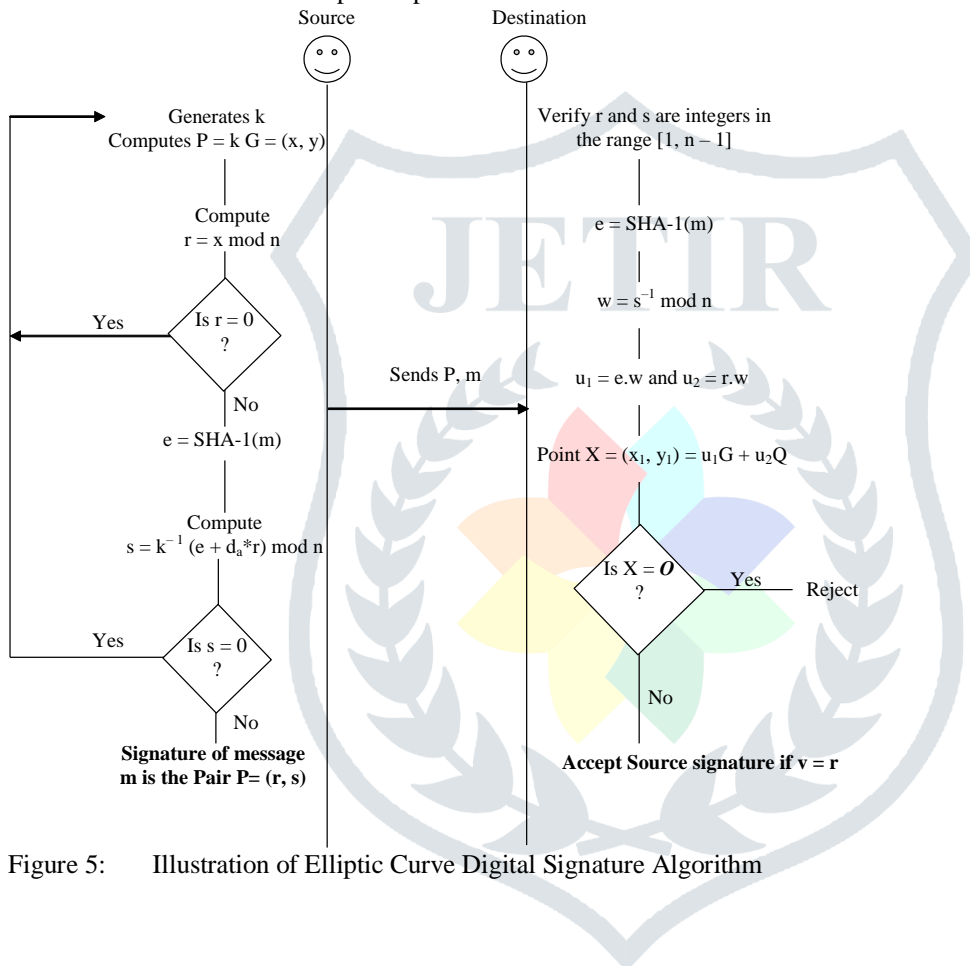 Source
Destination
Generates k
Computes P = k G = (x, y)
Compute
r = x mod n
Is r = 0
?
Yes
No
e = SHA-1(m)
Compute
s = k⁻¹ (e + dₐ*r) mod n
Is s = 0
?
Yes
No
Signature of message
m is the Pair P= (r, s)
Sends P, m
Verify r and s are integers in
the range [1, n – 1]
e = SHA-1(m)
w = s⁻¹ mod n
u₁ = e.w and u₂ = r.w
Point X = (x₁, y₁) = u₁G + u₂Q
Is X = O
?
Yes
Reject
No
Accept Source signature if v = r
Figure 5: Illustration of Elliptic Curve Digital Signature Algorithm
JETIR